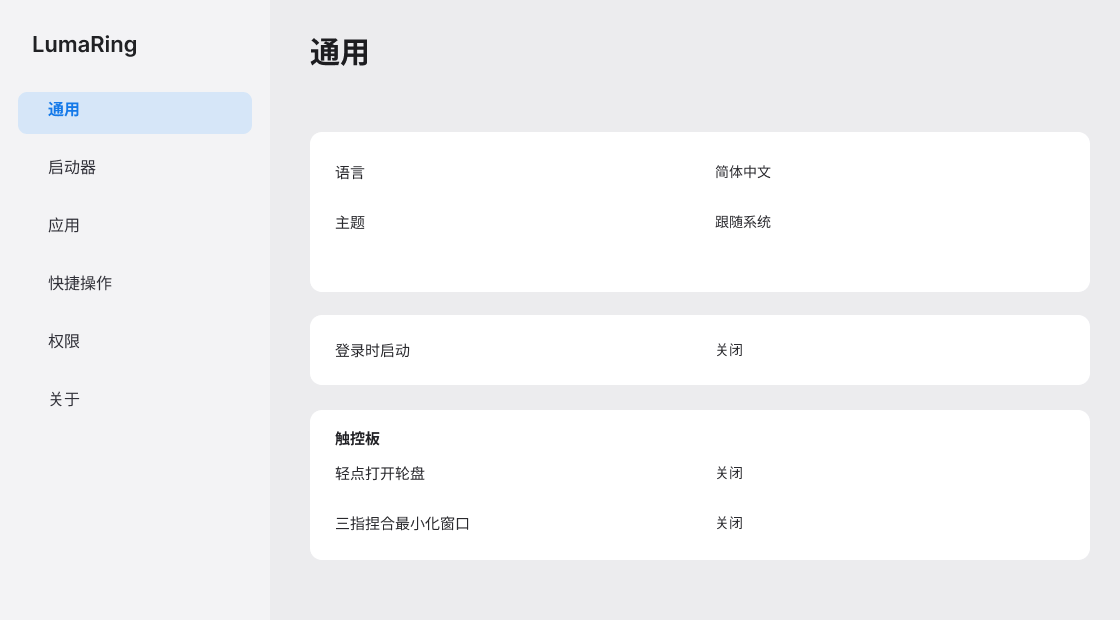 LumaRing
通用
启动器
应用
快捷操作
权限
关于
通用
语言 简体中文
主题 跟随系统
登录时启动 关闭
触控板
轻点打开轮盘 关闭
三指捏合最小化窗口 关闭